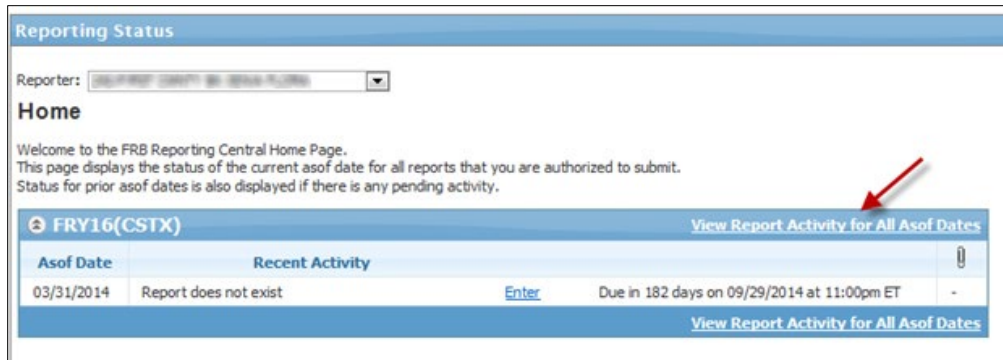 Reporting Status
Reporter:
Home
Welcome to the FRB Reporting Central Home Page.
This page displays the status of the current asof date for all reports that you are authorized to submit.
Status for prior asof dates is also displayed if there is any pending activity.
FRY16(CSTX) View Report Activity for All Asof Dates
Asof Date Recent Activity
03/31/2014 Report does not exist Enter Due in 182 days on 09/29/2014 at 11:00pm ET -
View Report Activity for All Asof Dates